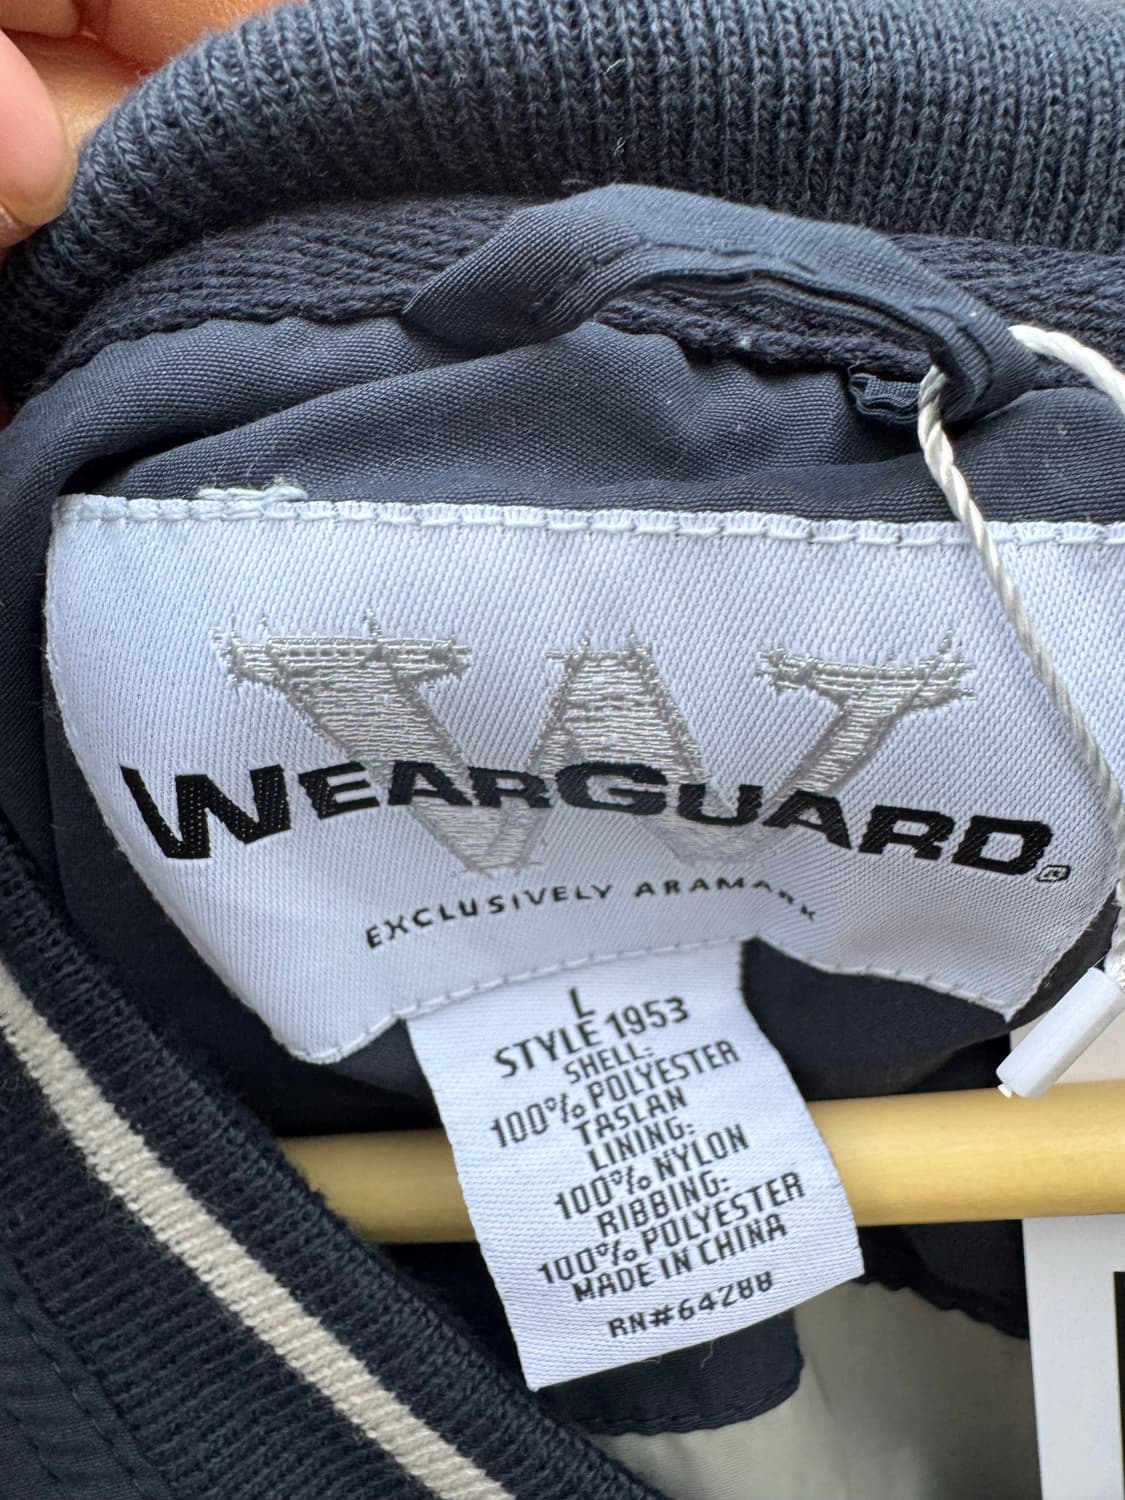 W
WEARGUARD®
EXCLUSIVELY ARAMARK
L
STYLE 1953
SHELL:
100% POLYESTER
TASLAN
LINING:
100% NYLON
RIBBING:
100% POLYESTER
MADE IN CHINA
RN#64288